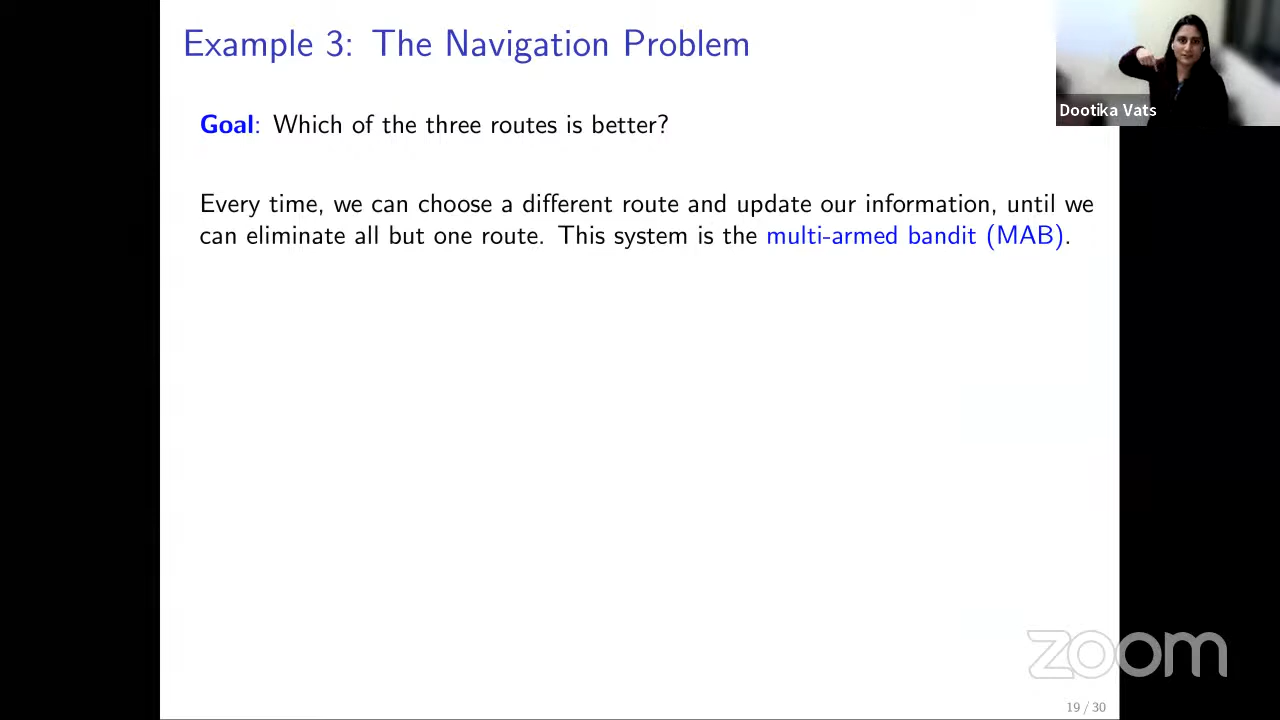 Example 3: The Navigation Problem
Dootika Vats
Goal: Which of the three routes is better?
Every time, we can choose a different route and update our information, until we
can eliminate all but one route. This system is the multi-armed bandit (MAB).
zoom
19 / 30